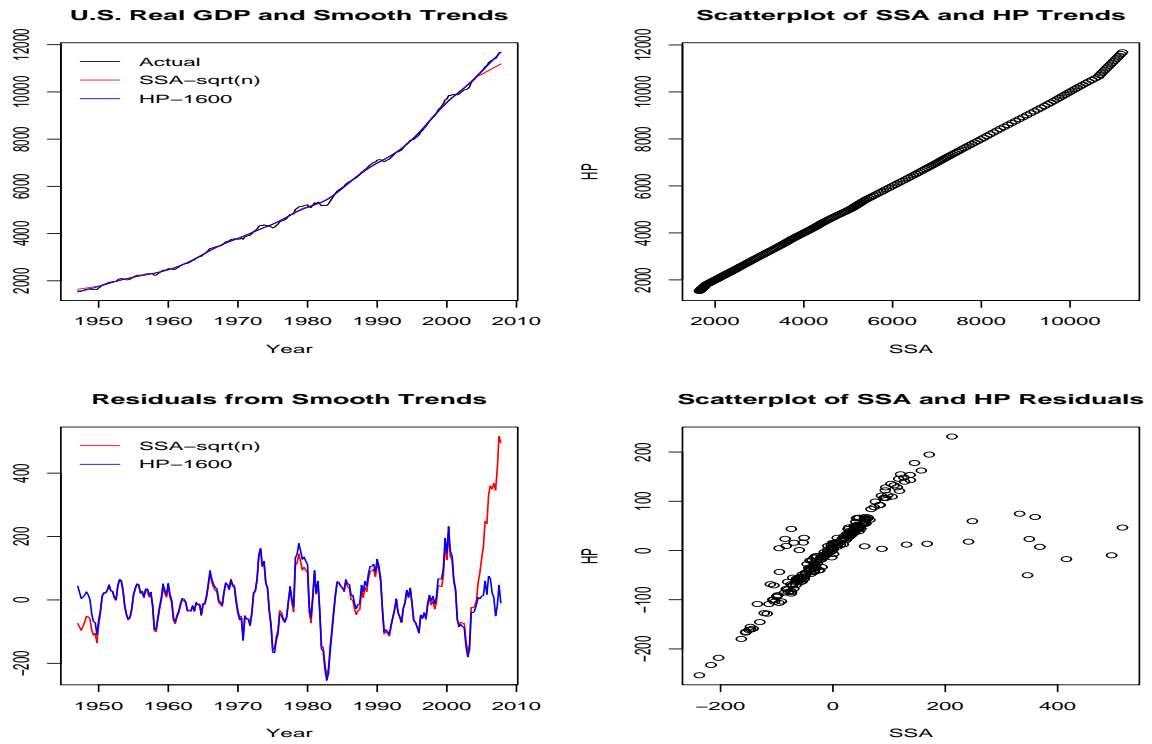 U.S. Real GDP and Smooth Trends
Actual
SSA−sqrt(n)
HP−1600
2000
4000
6000
8000
10000
12000
1950
1960
1970
1980
1990
2000
2010
Year
Scatterplot of SSA and HP Trends
HP
2000
4000
6000
8000
10000
12000
2000
4000
6000
8000
10000
SSA
Residuals from Smooth Trends
SSA−sqrt(n)
HP−1600
−200
0
200
400
1950
1960
1970
1980
1990
2000
2010
Year
Scatterplot of SSA and HP Residuals
HP
−200
−100
0
100
200
−200
0
200
400
SSA